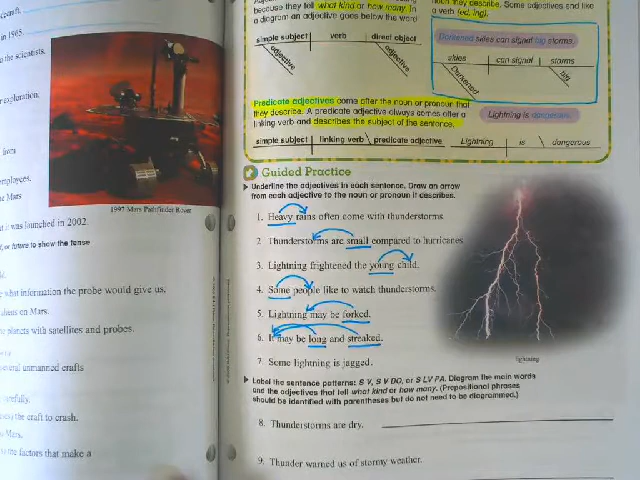 in 1965.
the scientists.
exploration.
from
employees.
Mars
1997 Mars Pathfinder Rover
it was launched in 2002.
or future to show the tense
what information the probe would give us.
aliens on Mars.
planets with satellites and probes.
several unmanned crafts
carefully.
the craft to crash.
Mars.
the factors that make a
because they tell what kind or how many. In
a diagram an adjective goes below the word
simple subject verb direct object
adjective adjective
noun they describe. Some adjectives end like
a verb (ed, ing).
Darkened skies can signal big storms.
skies can signal storms
Darkened big
Predicate adjectives come after the noun or pronoun that
they describe. A predicate adjective always comes after a
linking verb and describes the subject of the sentence.
Lightning is dangerous.
simple subject linking verb \ predicate adjective
Lightning is \ dangerous
Guided Practice
Underline the adjectives in each sentence. Draw an arrow
from each adjective to the noun or pronoun it describes.
1. Heavy rains often come with thunderstorms.
2. Thunderstorms are small compared to hurricanes.
3. Lightning frightened the young child.
4. Some people like to watch thunderstorms.
5. Lightning may be forked.
6. It may be long and streaked.
7. Some lightning is jagged.
lightning
Label the sentence patterns: S V, S V DO, or S LV PA. Diagram the main words
and the adjectives that tell what kind or how many. (Prepositional phrases
should be identified with parentheses but do not need to be diagrammed.)
8. Thunderstorms are dry.
9. Thunder warned us of stormy weather.